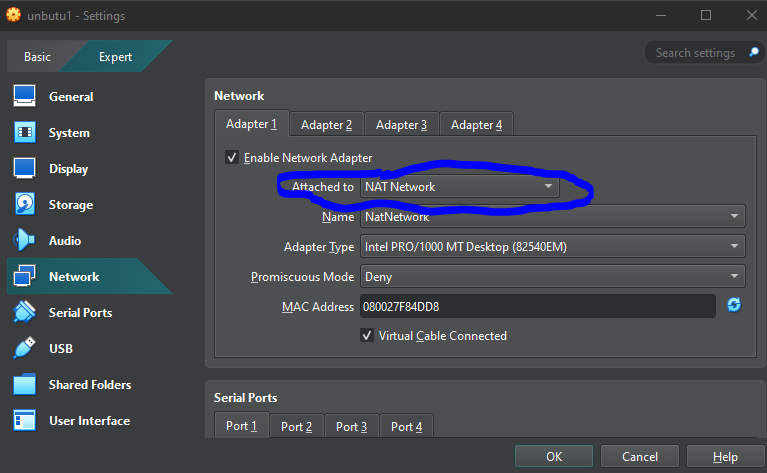 unbutu1 - Settings
Basic
Expert
Search settings
General
System
Display
Storage
Audio
Network
Serial Ports
USB
Shared Folders
User Interface
Network
Adapter 1 Adapter 2 Adapter 3 Adapter 4
Enable Network Adapter
Attached to NAT Network
Name NatNetwork
Adapter Type Intel PRO/1000 MT Desktop (82540EM)
Promiscuous Mode Deny
MAC Address 080027F84DD8
Virtual Cable Connected
Serial Ports
Port 1 Port 2 Port 3 Port 4
OK Cancel Help